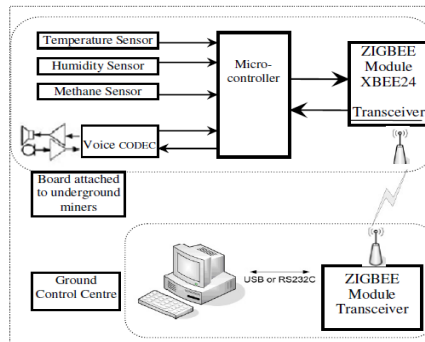 Temperature Sensor
Humidity Sensor
Methane Sensor
Voice CODEC
Micro-
controller
ZIGBEE
Module
XBEE24
Transceiver
Board attached
to underground
miners
Ground
Control Centre
USB or RS232C
ZIGBEE
Module
Transceiver